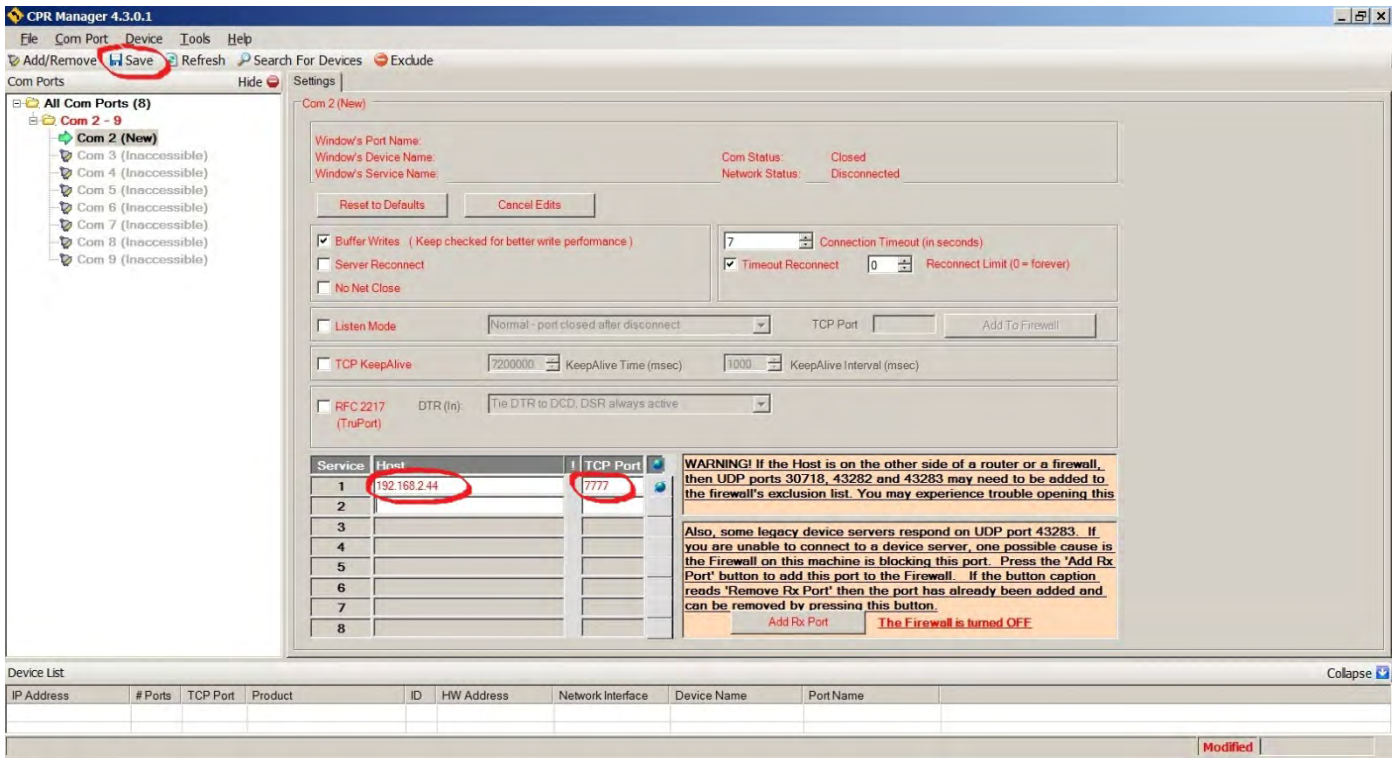 CPR Manager 4.3.0.1
File Com Port Device Tools Help
Add/Remove Save Refresh Search For Devices Exclude
Com Ports Hide Settings
All Com Ports (8)
Com 2 - 9
Com 2 (New)
Com 3 (Inaccessible)
Com 4 (Inaccessible)
Com 5 (Inaccessible)
Com 6 (Inaccessible)
Com 7 (Inaccessible)
Com 8 (Inaccessible)
Com 9 (Inaccessible)
Com 2 (New)
Window's Port Name:
Window's Device Name: Com Status: Closed
Window's Service Name: Network Status: Disconnected
Reset to Defaults Cancel Edits
Buffer Writes ( Keep checked for better write performance )
Server Reconnect
No Net Close
7 Connection Timeout (in seconds)
Timeout Reconnect 0 Reconnect Limit (0 = forever)
Listen Mode Normal - port closed after disconnect TCP Port Add To Firewall
TCP KeepAlive 7200000 KeepAlive Time (msec) 1000 KeepAlive Interval (msec)
RFC 2217 DTR (In): Tie DTR to DCD, DSR always active
(TruPort)
Service Host ! TCP Port
1 192.168.2.44 7777
2
3
4
5
6
7
8
WARNING! If the Host is on the other side of a router or a firewall,
then UDP ports 30718, 43282 and 43283 may need to be added to
the firewall's exclusion list. You may experience trouble opening this
Also, some legacy device servers respond on UDP port 43283. If
you are unable to connect to a device server, one possible cause is
the Firewall on this machine is blocking this port. Press the 'Add Rx
Port' button to add this port to the Firewall. If the button caption
reads 'Remove Rx Port' then the port has already been added and
can be removed by pressing this button.
Add Rx Port The Firewall is turned OFF
Device List Collapse
IP Address # Ports TCP Port Product ID HW Address Network Interface Device Name Port Name
Modified